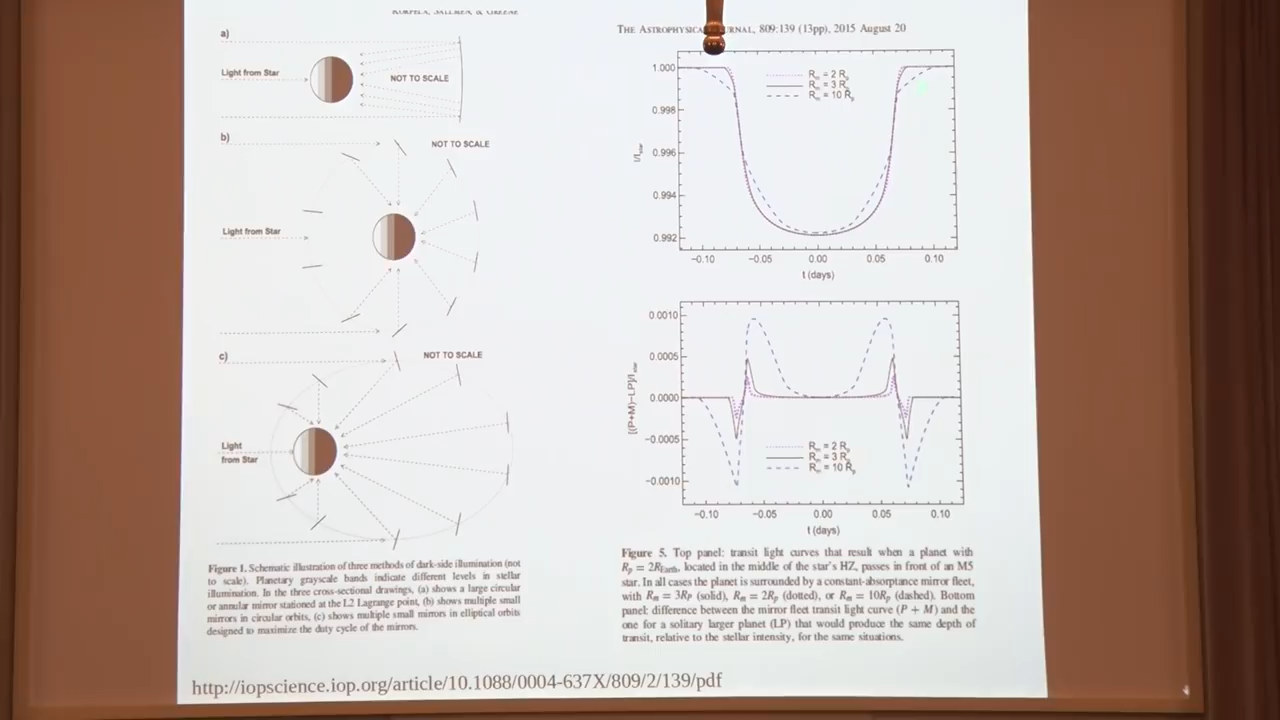 KORPELA, SALLMEN, & GREENE
a)
Light from Star
NOT TO SCALE
b)
NOT TO SCALE
Light from Star
c)
NOT TO SCALE
Light
from Star
Figure 1. Schematic illustration of three methods of dark-side illumination (not
to scale). Planetary grayscale bands indicate different levels in stellar
illumination. In the three cross-sectional drawings, (a) shows a large circular
or annular mirror stationed at the L2 Lagrange point, (b) shows multiple small
mirrors in circular orbits, (c) shows multiple small mirrors in elliptical orbits
designed to maximize the duty cycle of the mirrors.
THE ASTROPHYSICAL JOURNAL, 809:139 (13pp), 2015 August 20
1.000
0.998
0.996
0.994
0.992
I/Istar
Rm = 2 Rp
Rm = 3 Rp
Rm = 10 Rp
−0.10 −0.05 0.00 0.05 0.10
t (days)
0.0010
0.0005
0.0000
−0.0005
−0.0010
[(P+M)−LP]/Istar
Rm = 2 Rp
Rm = 3 Rp
Rm = 10 Rp
−0.10 −0.05 0.00 0.05 0.10
t (days)
Figure 5. Top panel: transit light curves that result when a planet with
Rp = 2REarth, located in the middle of the star's HZ, passes in front of an M5
star. In all cases the planet is surrounded by a constant-absorptance mirror fleet,
with Rm = 3Rp (solid), Rm = 2Rp (dotted), or Rm = 10Rp (dashed). Bottom
panel: difference between the mirror fleet transit light curve (P + M) and the
one for a solitary larger planet (LP) that would produce the same depth of
transit, relative to the stellar intensity, for the same situations.
http://iopscience.iop.org/article/10.1088/0004-637X/809/2/139/pdf